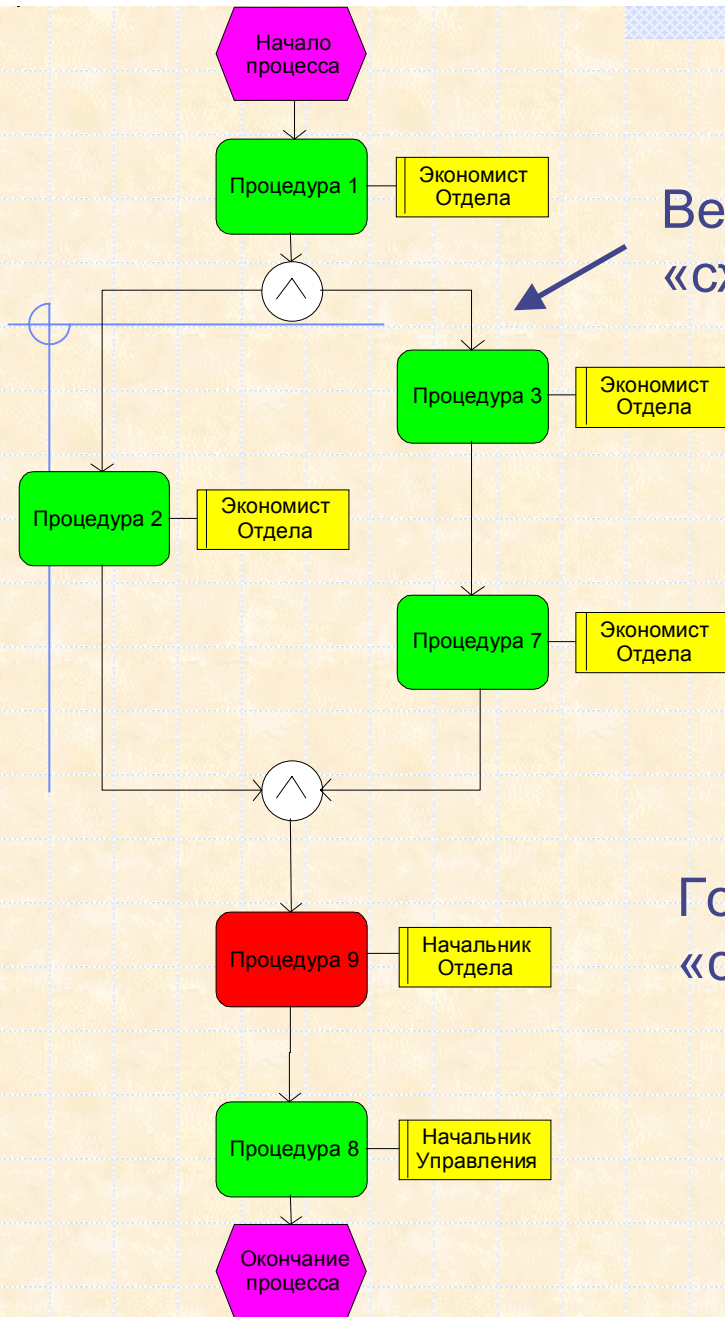 Начало
процесса
Процедура 1
Экономист
Отдела
Процедура 3
Экономист
Отдела
Процедура 2
Экономист
Отдела
Процедура 7
Экономист
Отдела
Процедура 9
Начальник
Отдела
Процедура 8
Начальник
Управления
Окончание
процесса